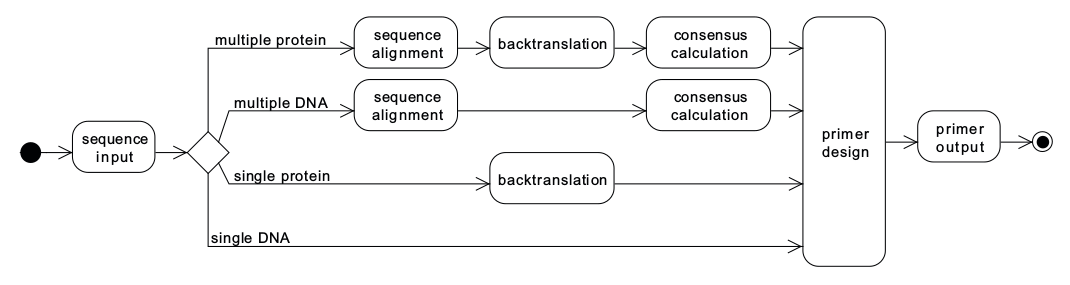 multiple protein
sequence
alignment
backtranslation
consensus
calculation
multiple DNA
sequence
alignment
consensus
calculation
sequence
input
primer
design
primer
output
single protein
backtranslation
single DNA